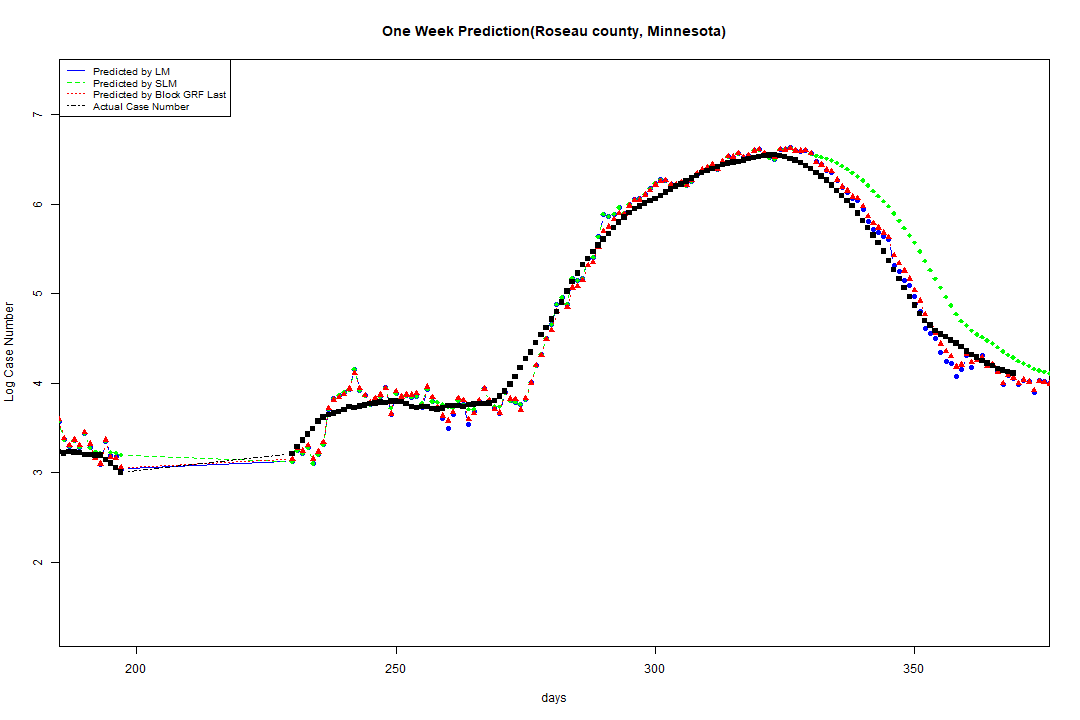 One Week Prediction(Roseau county, Minnesota)
Predicted by LM
Predicted by SLM
Predicted by Block GRF Last
Actual Case Number
Log Case Number
7
6
5
4
3
2
200 250 300 350
days